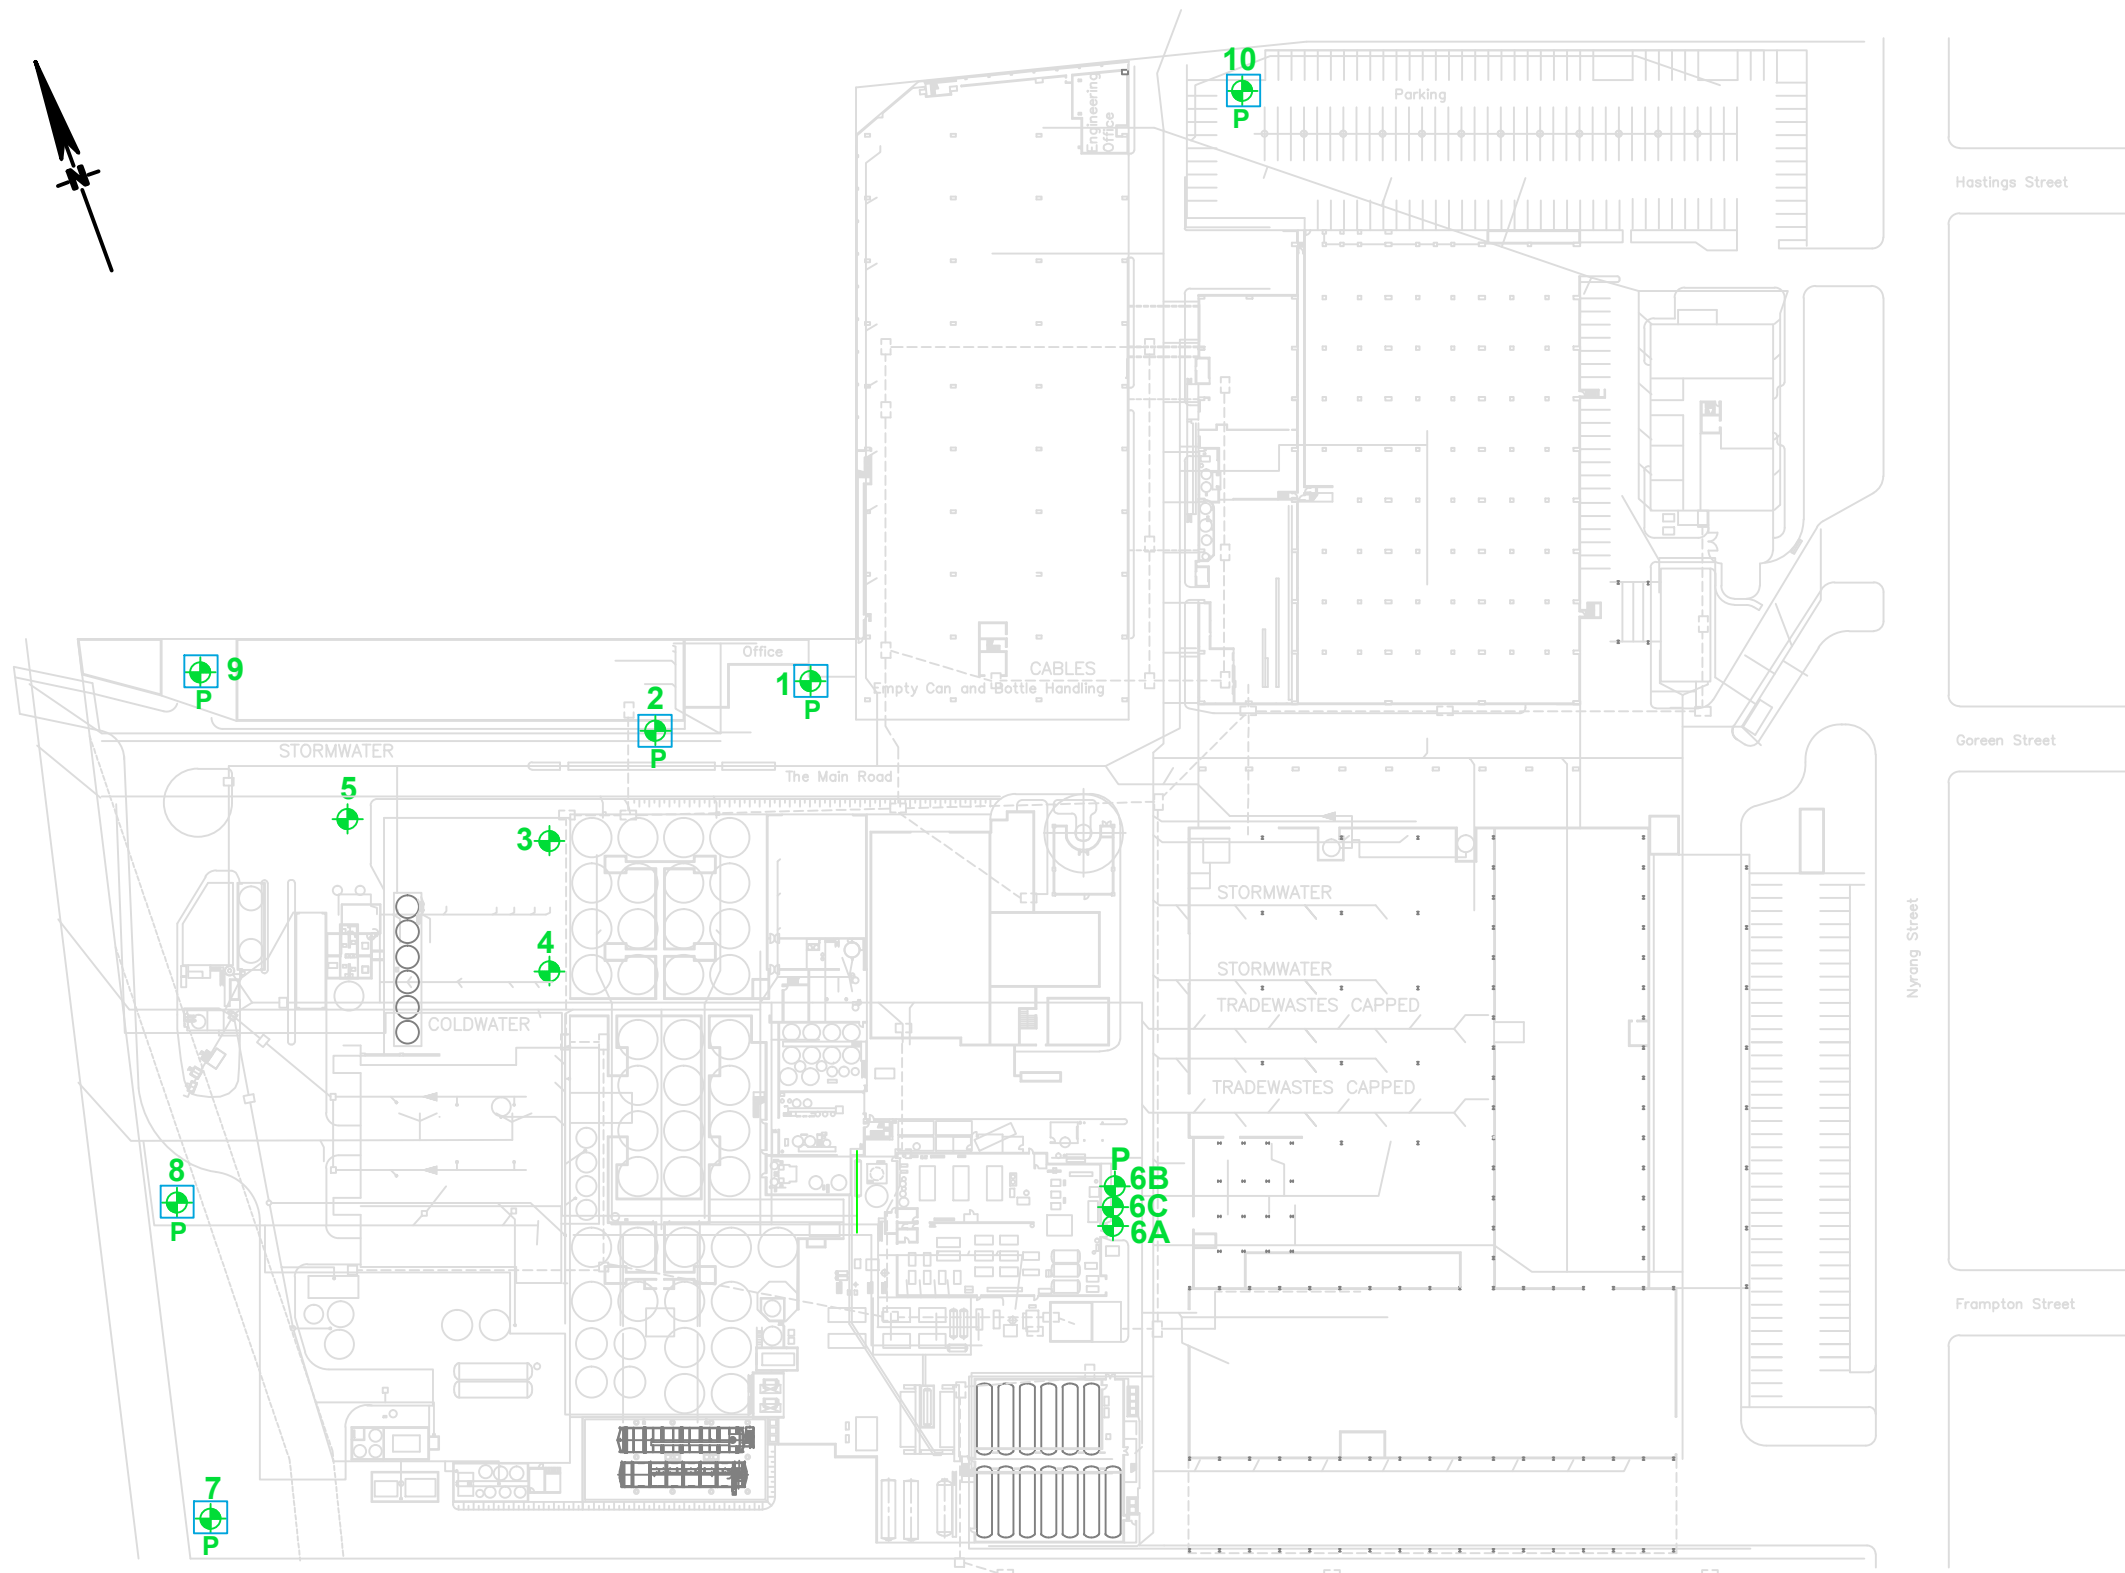 10
P
Parking
Engineering
Office
Hastings Street
N
9
P
2
P
Office
1
P
CABLES
Empty Can and Bottle Handling
STORMWATER
The Main Road
Goreen Street
5
3
4
STORMWATER
STORMWATER
TRADEWASTES CAPPED
COLDWATER
TRADEWASTES CAPPED
Nyrang Street
P
6B
6C
6A
8
P
Frampton Street
7
P